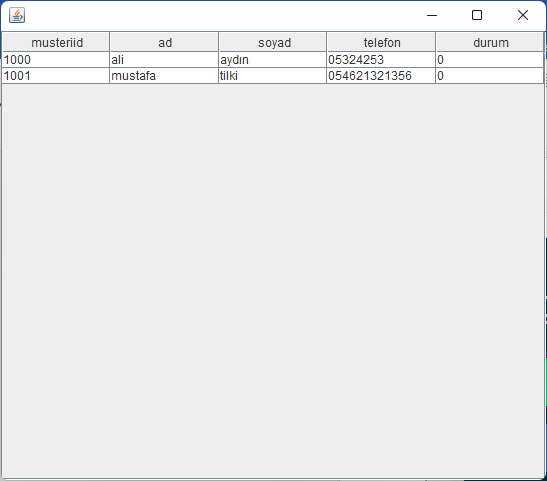 musteriid ad soyad telefon durum
1000 ali aydın 05324253 0
1001 mustafa tilki 054621321356 0